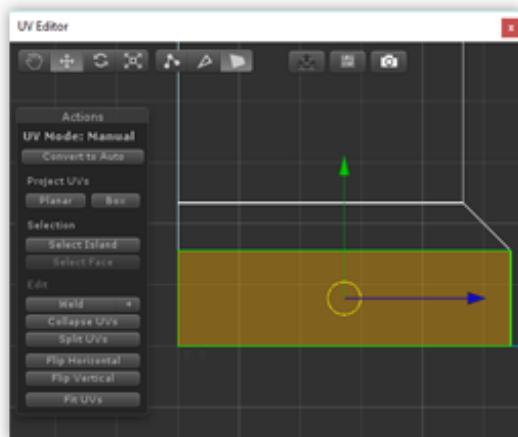 UV Editor
x
Actions
UV Mode: Manual
Convert to Auto
Project UVs
Planar Box
Selection
Select Island
Select Face
Edit
Weld +
Collapse UVs
Split UVs
Flip Horizontal
Flip Vertical
Fit UVs